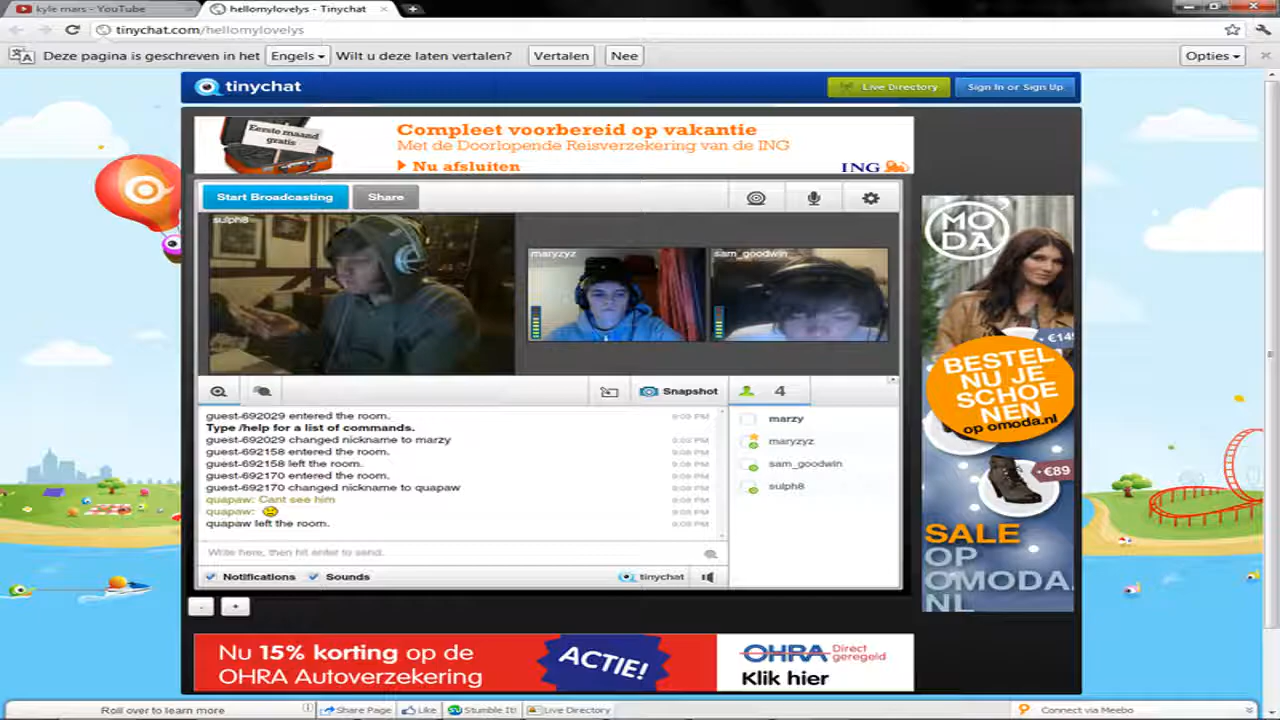 kyle mars - YouTube
hellomylovelys - Tinychat
tinychat.com/hellomylovelys
Deze pagina is geschreven in het Engels Wilt u deze laten vertalen? Vertalen Nee Opties
tinychat
Live Directory
Sign In or Sign Up
Eerste maand
gratis
Compleet voorbereid op vakantie
Met de Doorlopende Reisverzekering van de ING
Nu afsluiten
ING
Start Broadcasting
Share
sulph8
maryzyz
sam_goodwin
MO
DA
€149
BESTEL
NU JE
SCHOE
NEN
op omoda.nl
€89
SALE
OP
OMODA.
NL
Snapshot
4
guest-692029 entered the room.
Type /help for a list of commands.
guest-692029 changed nickname to marzy
guest-692158 entered the room.
guest-692158 left the room.
guest-692170 entered the room.
guest-692170 changed nickname to quapaw
quapaw: Cant see him
quapaw:
quapaw left the room.
marzy
maryzyz
sam_goodwin
sulph8
Write here, then hit enter to send.
Notifications
Sounds
tinychat
-
+
Nu 15% korting op de
OHRA Autoverzekering
ACTIE!
OHRA Direct
geregeld
Klik hier
Roll over to learn more
Share Page
Like
Stumble It!
Live Directory
Connect via Meebo